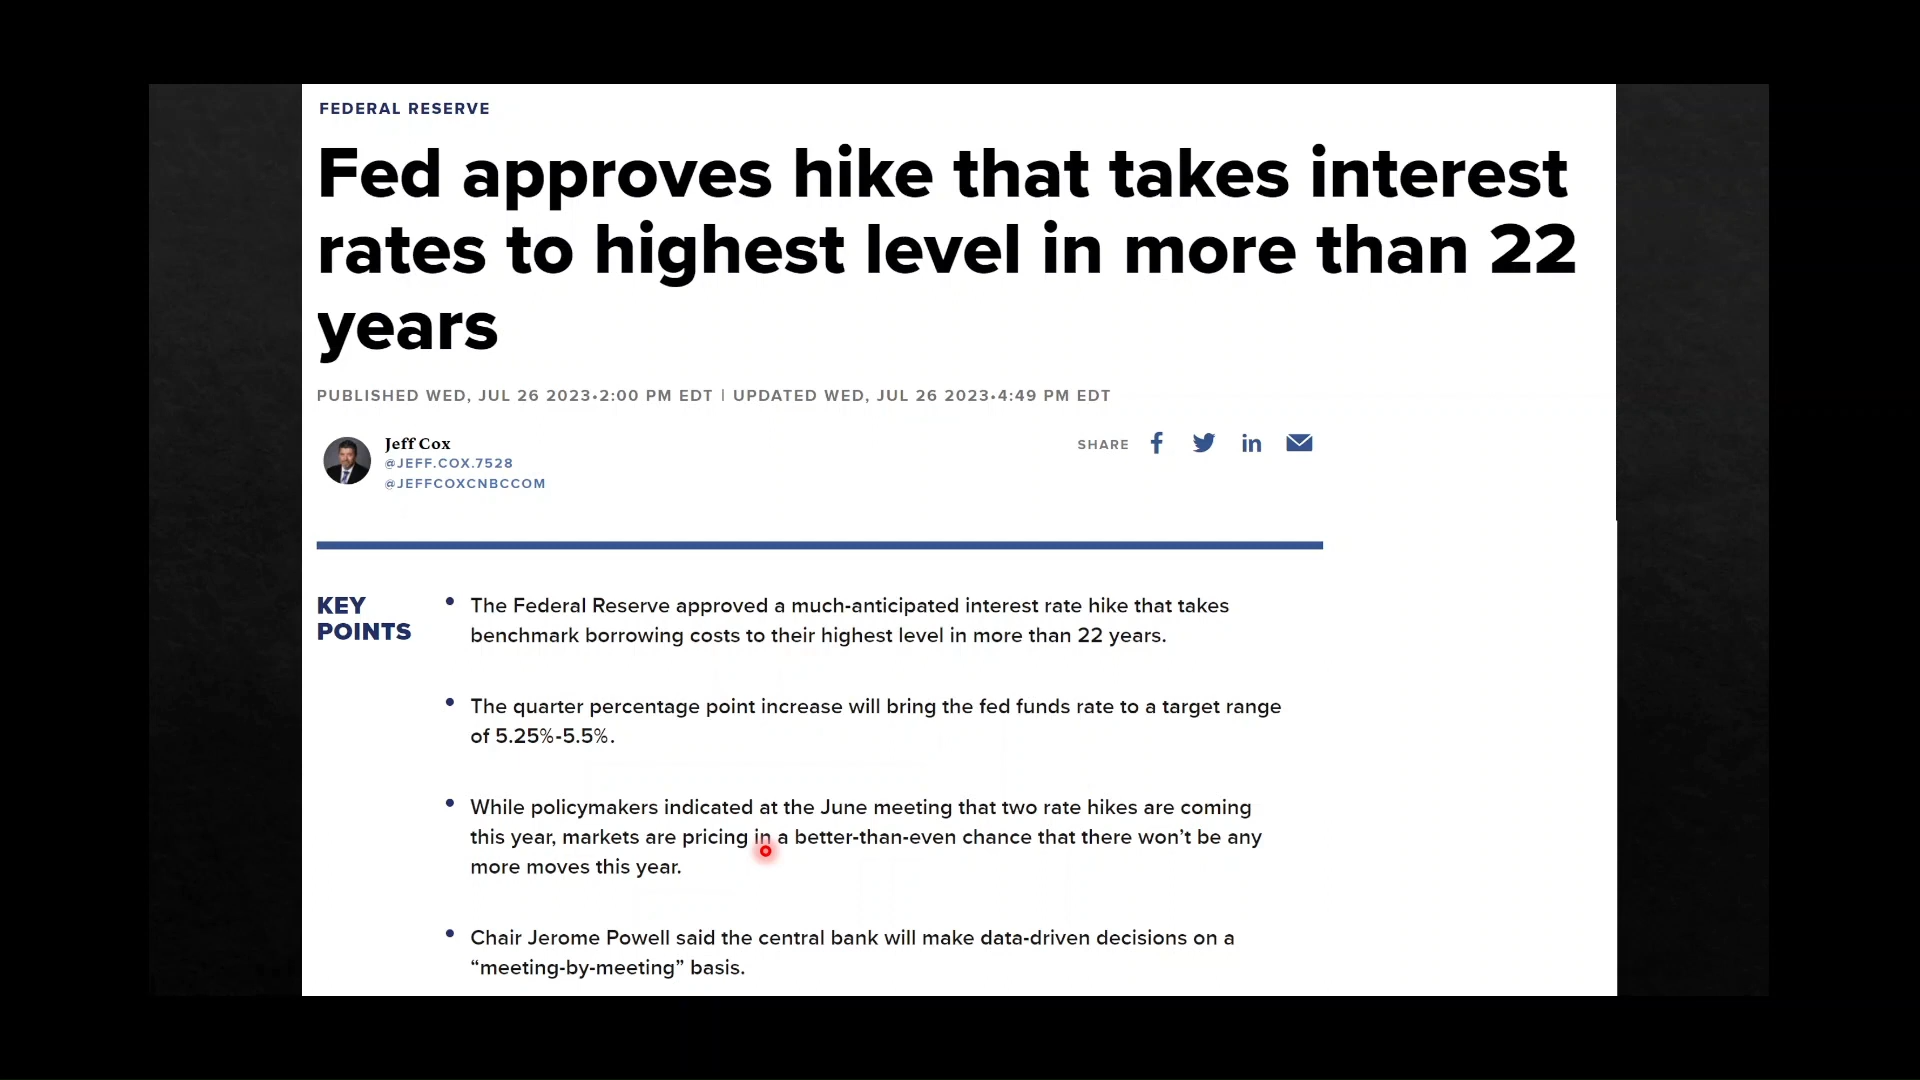 FEDERAL RESERVE
Fed approves hike that takes interest
rates to highest level in more than 22
years
PUBLISHED WED, JUL 26 2023•2:00 PM EDT | UPDATED WED, JUL 26 2023•4:49 PM EDT
Jeff Cox
@JEFF.COX.7528
@JEFFCOXCNBCCOM
SHARE
KEY
POINTS
• The Federal Reserve approved a much-anticipated interest rate hike that takes
benchmark borrowing costs to their highest level in more than 22 years.
• The quarter percentage point increase will bring the fed funds rate to a target range
of 5.25%-5.5%.
• While policymakers indicated at the June meeting that two rate hikes are coming
this year, markets are pricing in a better-than-even chance that there won’t be any
more moves this year.
• Chair Jerome Powell said the central bank will make data-driven decisions on a
“meeting-by-meeting” basis.